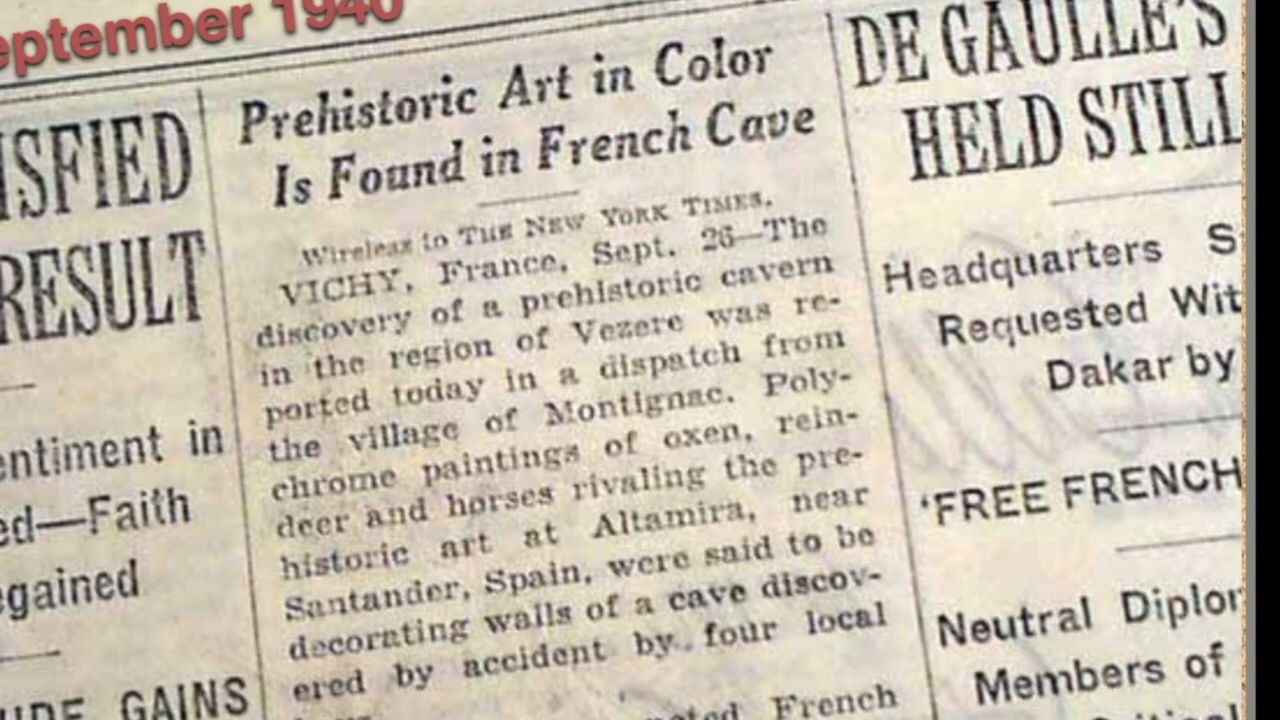 eptember 1940
ISFIED
RESULT
entiment in
ed—Faith
egained
GAINS
Prehistoric Art in Color
Is Found in French Cave
Wireless to THE NEW YORK TIMES.
VICHY, France, Sept. 26—The
discovery of a prehistoric cavern
in the region of Vezere was re-
ported today in a dispatch from
the village of Montignac. Poly-
chrome paintings of oxen, rein-
deer and horses rivaling the pre-
historic art at Altamira, near
Santander, Spain, were said to be
decorating walls of a cave discov-
ered by accident by four local
French
DE GAULLE'S
HELD STILL
Headquarters S
Requested Wit
Dakar by
'FREE FRENCH
Neutral Diplor
Members of